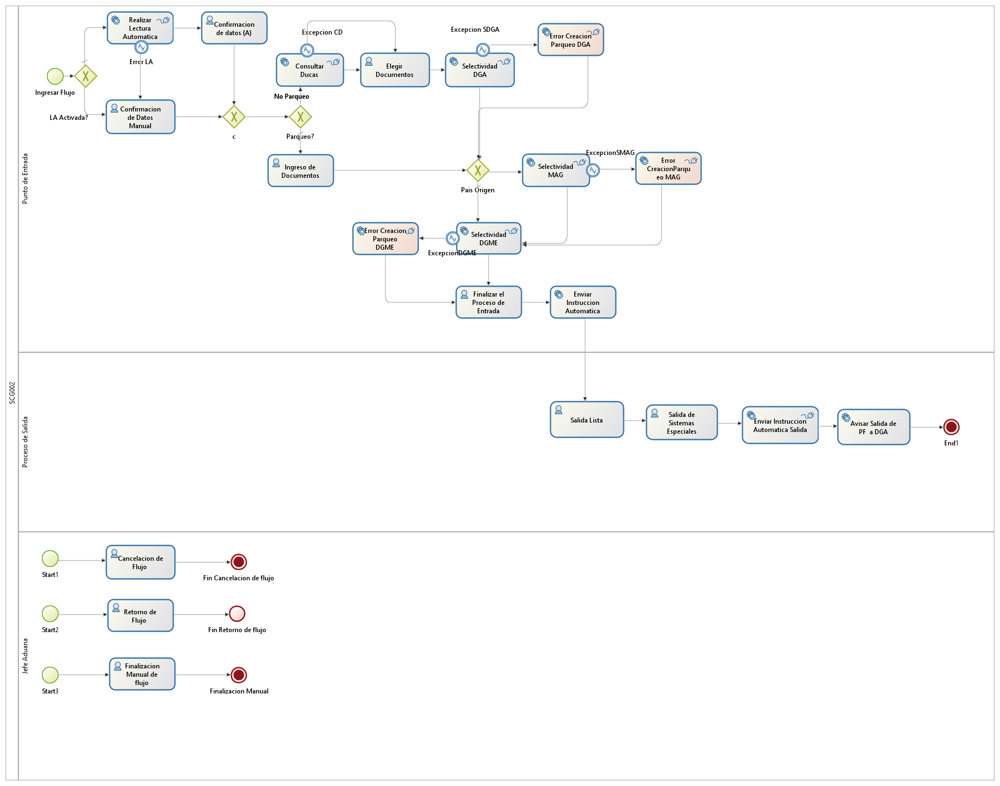 SCG002
Punto de Entrada
Ingresar Flujo
LA Activada?
Realizar
Lectura
Automatica
Error LA
Confirmacion
de datos (A)
Confirmacion
de Datos
Manual
c
Excepcion CD
Consultar
Ducas
No Parqueo
Parqueo?
Elegir
Documentos
Excepcion SDGA
Selectividad
DGA
Error Creacion
Parqueo DGA
Ingreso de
Documentos
Pais Origen
Selectividad
MAG
ExcepcionSMAG
Error
CreacionParqu
eo MAG
Error Creacion
Parqueo
DGME
ExcepcionDGME
Selectividad
DGME
Finalizar el
Proceso de
Entrada
Enviar
Instruccion
Automatica
Proceso de Salida
Salida Lista
Salida de
Sistemas
Especiales
Enviar Instruccion
Automatica Salida
Avisar Salida de
PF a DGA
End1
Jefe Aduana
Start1
Cancelacion de
Flujo
Fin Cancelacion de flujo
Start2
Retorno de
Flujo
Fin Retorno de flujo
Start3
Finalizacion
Manual de
flujo
Finalizacion Manual